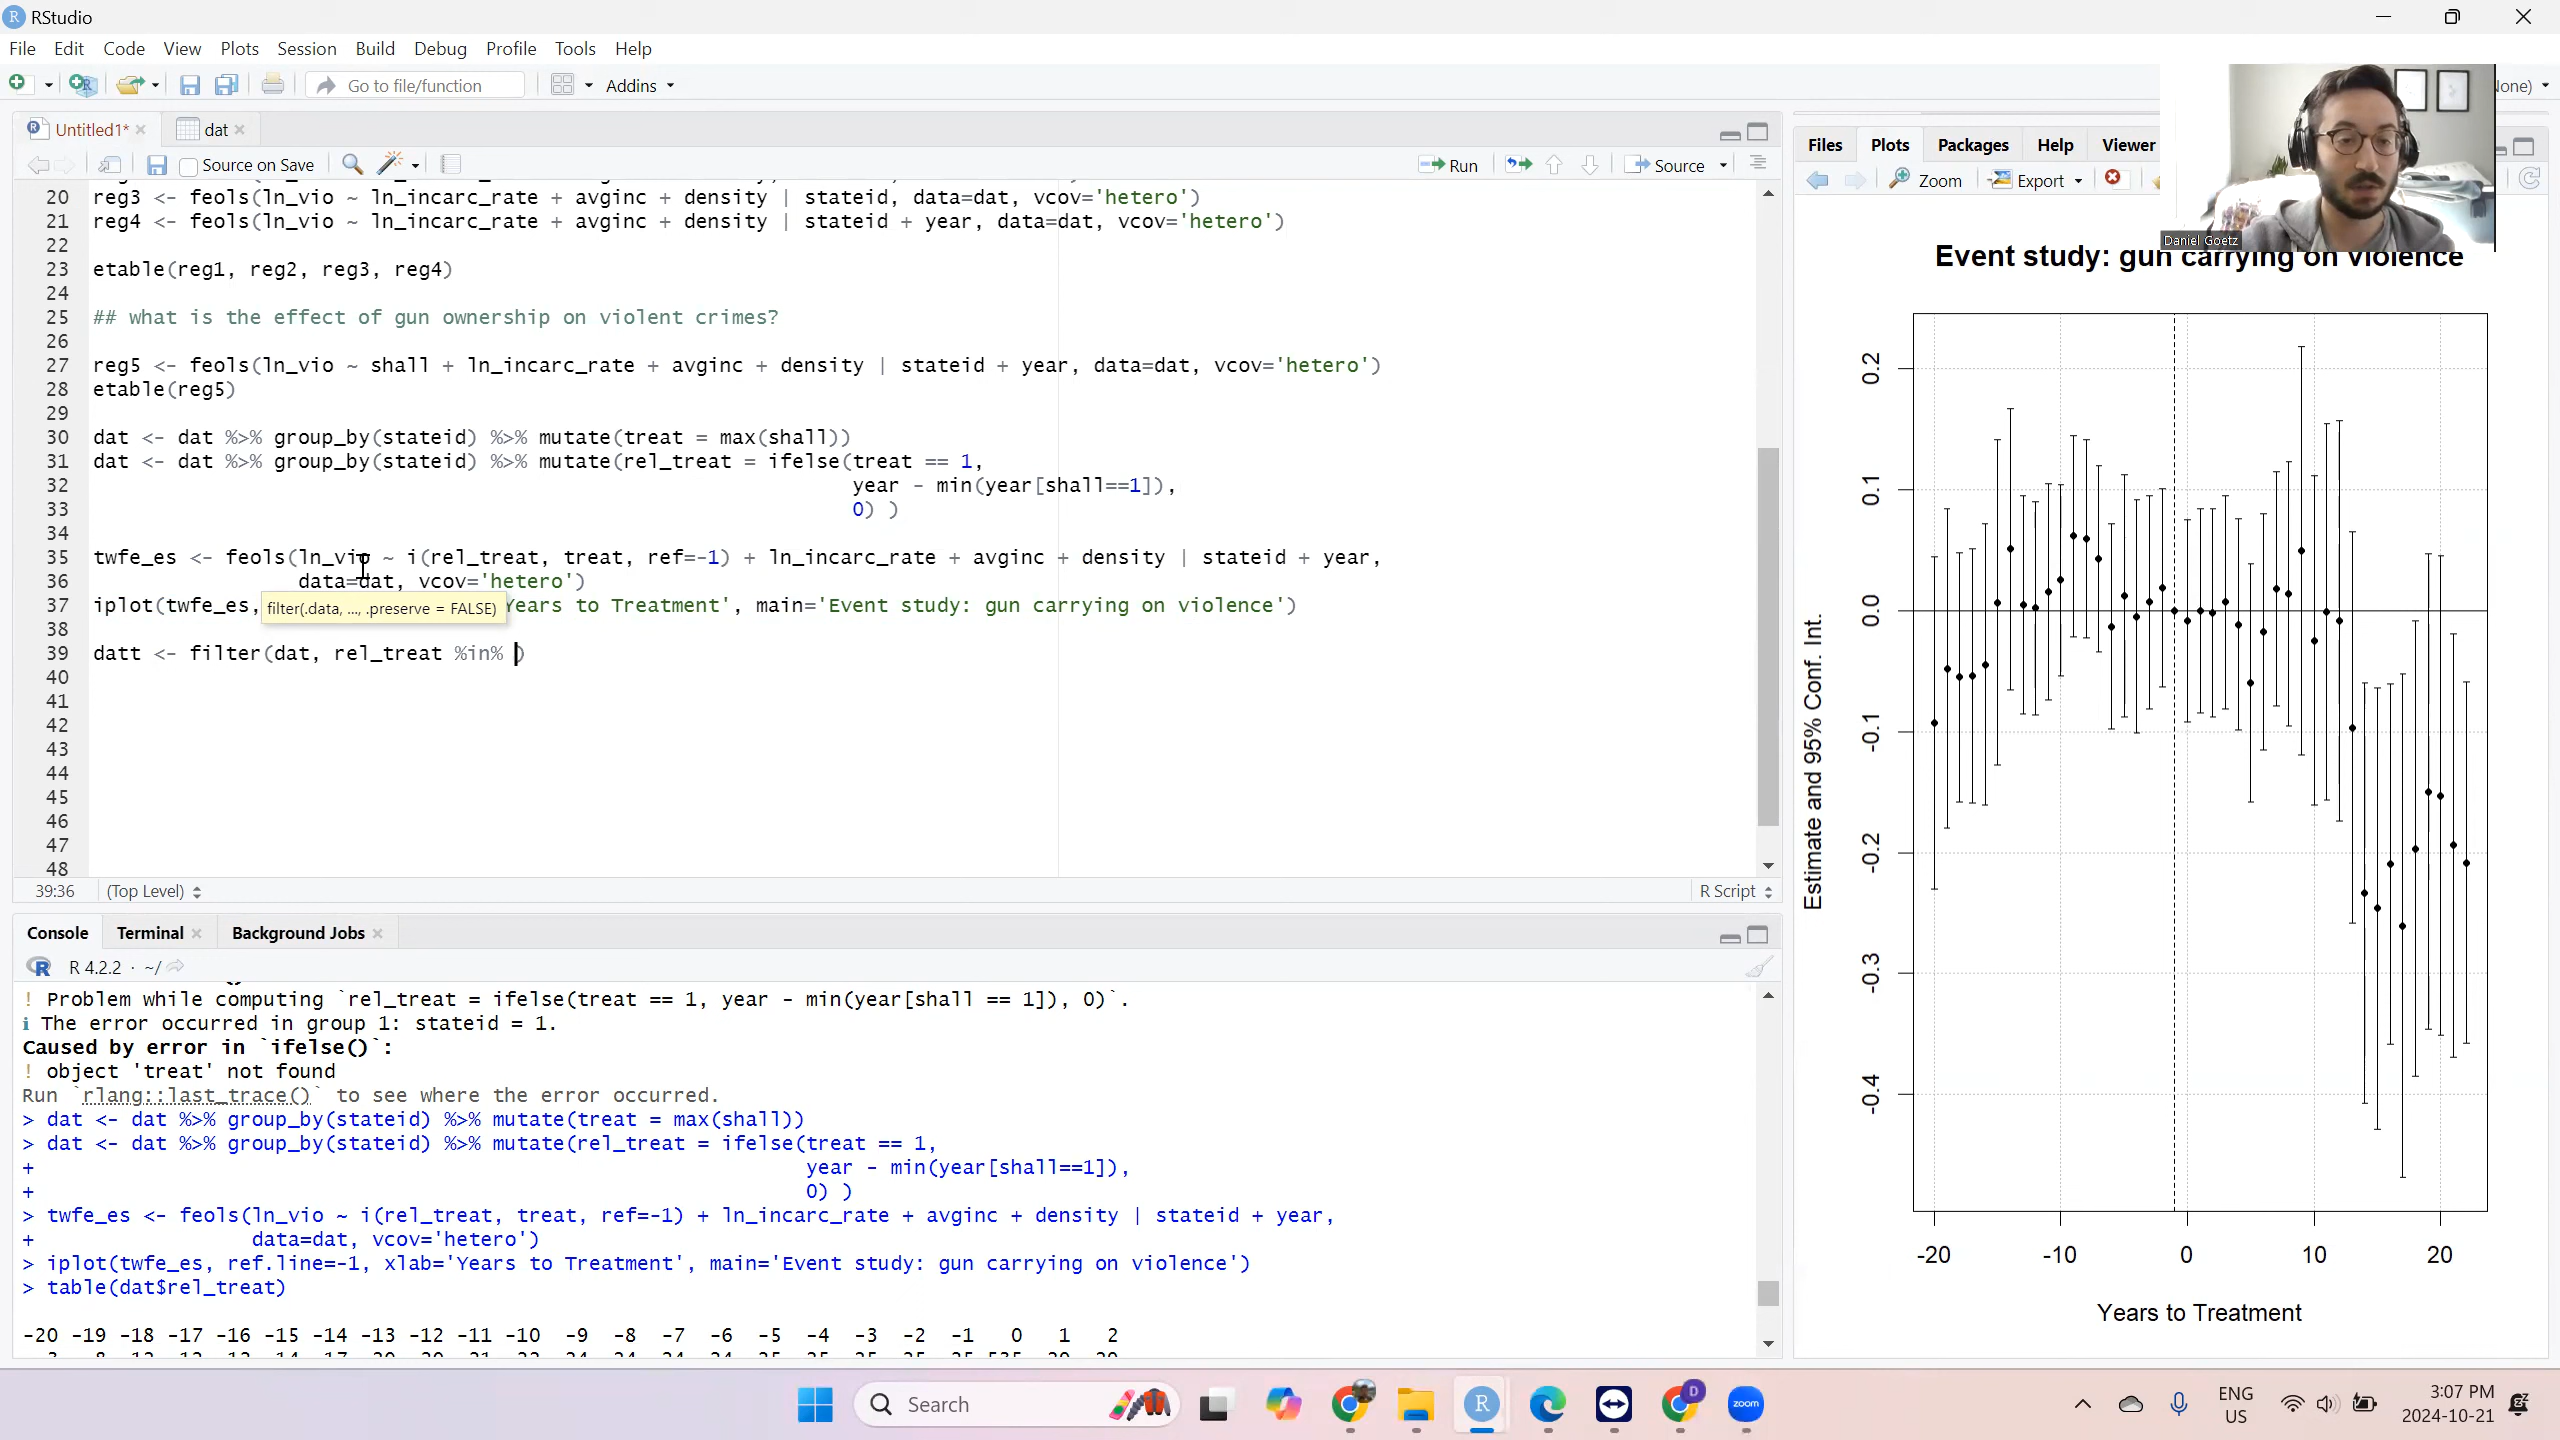 RStudio
File Edit Code View Plots Session Build Debug Profile Tools Help
Go to file/function Addins
None)
Untitled1* dat
Source on Save Run Source
20 reg3 <- feols(ln_vio ~ ln_incarc_rate + avginc + density | stateid, data=dat, vcov='hetero')
21 reg4 <- feols(ln_vio ~ ln_incarc_rate + avginc + density | stateid + year, data=dat, vcov='hetero')
22
23 etable(reg1, reg2, reg3, reg4)
24
25 ## what is the effect of gun ownership on violent crimes?
26
27 reg5 <- feols(ln_vio ~ shall + ln_incarc_rate + avginc + density | stateid + year, data=dat, vcov='hetero')
28 etable(reg5)
29
30 dat <- dat %>% group_by(stateid) %>% mutate(treat = max(shall))
31 dat <- dat %>% group_by(stateid) %>% mutate(rel_treat = ifelse(treat == 1,
32 year - min(year[shall==1]),
33 0) )
34
35 twfe_es <- feols(ln_vio ~ i(rel_treat, treat, ref=-1) + ln_incarc_rate + avginc + density | stateid + year,
36 data=dat, vcov='hetero')
37 iplot(twfe_es, Years to Treatment', main='Event study: gun carrying on violence')
filter(.data, ..., .preserve = FALSE)
38
39 datt <- filter(dat, rel_treat %in% )
40
41
42
43
44
45
46
47
48
39:36 (Top Level) R Script
Console Terminal Background Jobs
R 4.2.2 · ~/
! Problem while computing `rel_treat = ifelse(treat == 1, year - min(year[shall == 1]), 0)`.
i The error occurred in group 1: stateid = 1.
Caused by error in `ifelse()`:
! object 'treat' not found
Run `rlang::last_trace()` to see where the error occurred.
> dat <- dat %>% group_by(stateid) %>% mutate(treat = max(shall))
> dat <- dat %>% group_by(stateid) %>% mutate(rel_treat = ifelse(treat == 1,
+ year - min(year[shall==1]),
+ 0) )
> twfe_es <- feols(ln_vio ~ i(rel_treat, treat, ref=-1) + ln_incarc_rate + avginc + density | stateid + year,
+ data=dat, vcov='hetero')
> iplot(twfe_es, ref.line=-1, xlab='Years to Treatment', main='Event study: gun carrying on violence')
> table(dat$rel_treat)
-20 -19 -18 -17 -16 -15 -14 -13 -12 -11 -10 -9 -8 -7 -6 -5 -4 -3 -2 -1 0 1 2
Files Plots Packages Help Viewer
Zoom Export
Daniel Goetz
Event study: gun carrying on violence
Estimate and 95% Conf. Int.
0.2
0.1
0.0
-0.1
-0.2
-0.3
-0.4
-20 -10 0 10 20
Years to Treatment
Search
zoom
D
ENG
US
3:07 PM
2024-10-21